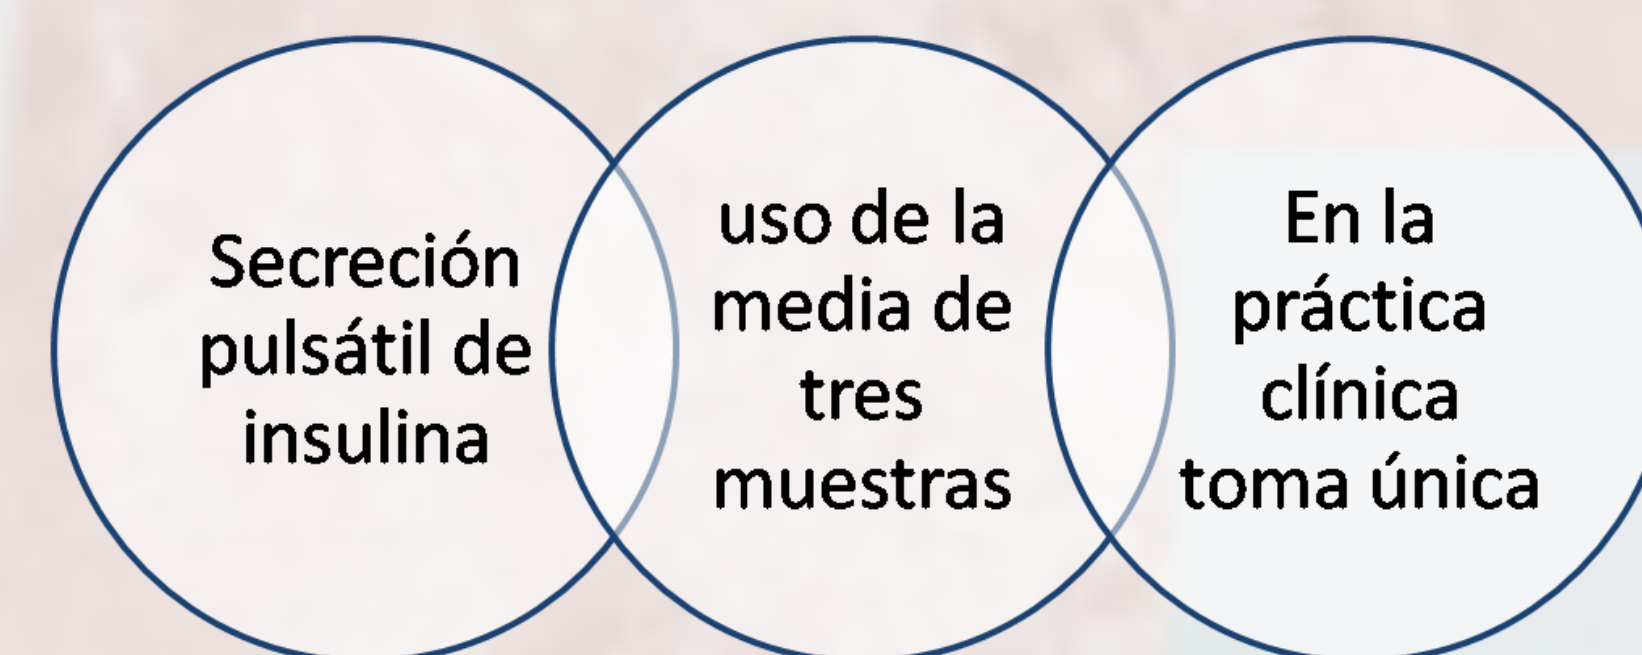 Secreción
pulsátil de
insulina
uso de la
media de
tres
muestras
En la
práctica
clínica
toma única